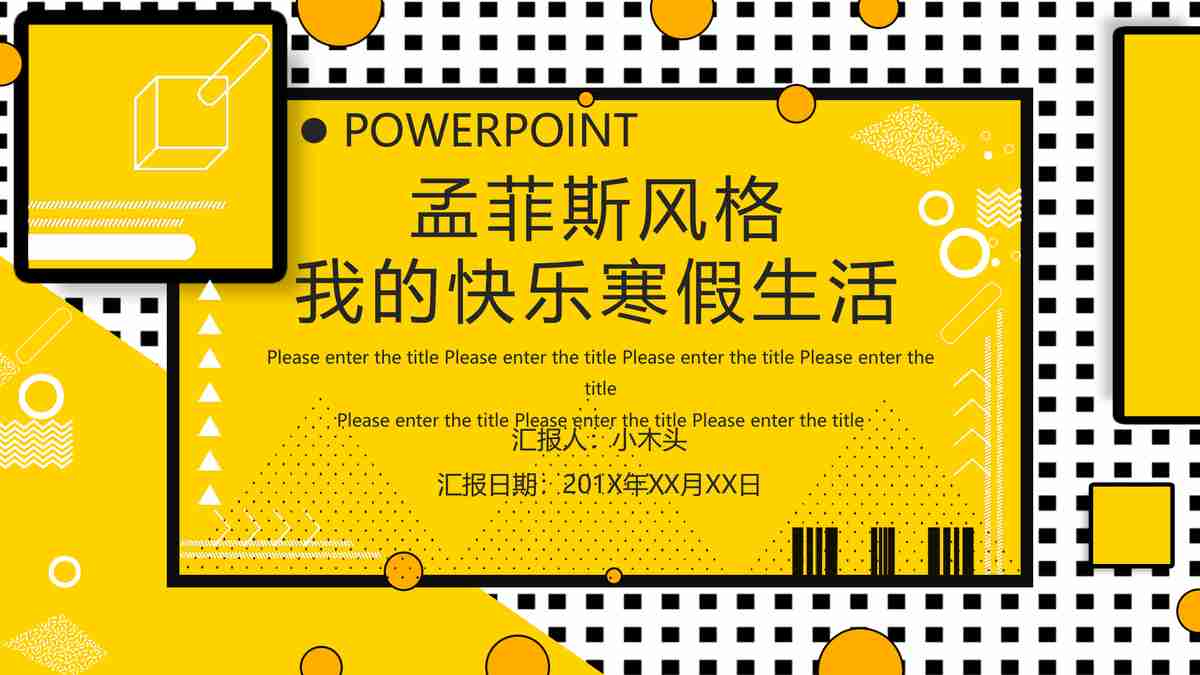 POWERPOINT
孟菲斯风格
我的快乐寒假生活
Please enter the title Please enter the title Please enter the title Please enter the
title
Please enter the title Please enter the title Please enter the title
汇报人：小木头
汇报日期：201X年XX月XX日